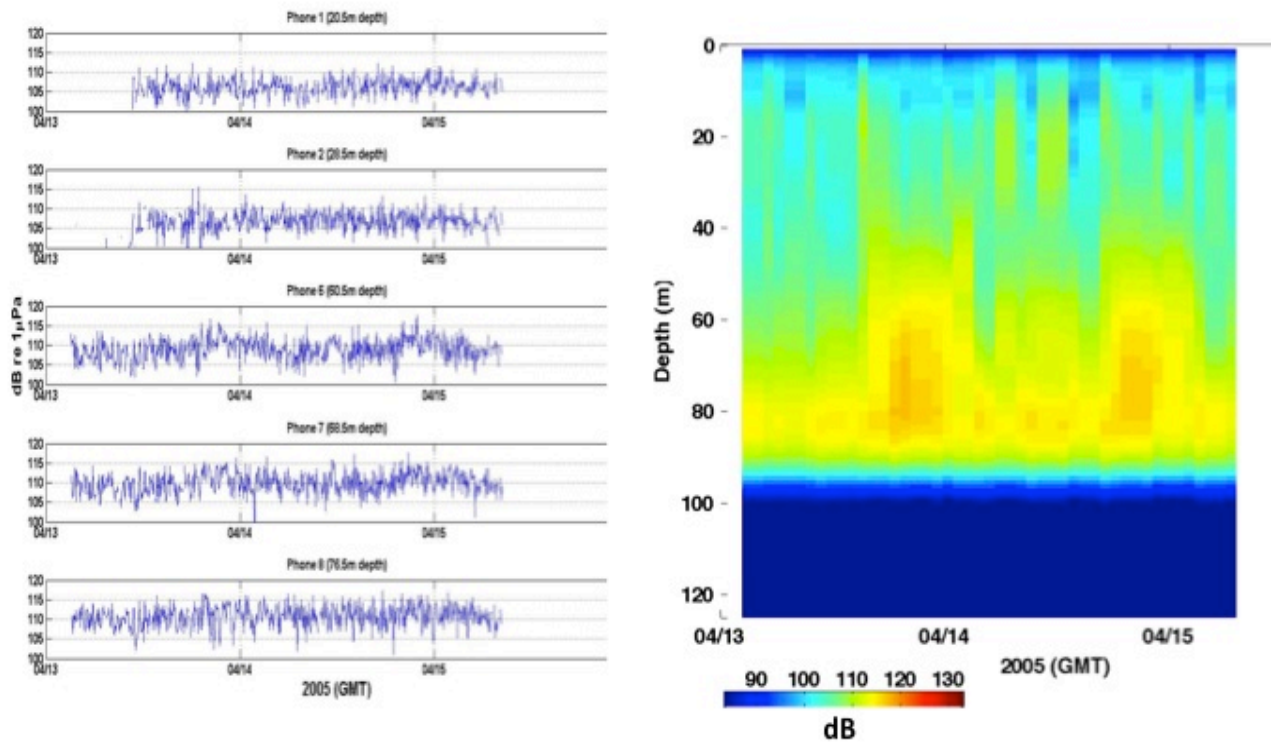 Phone 1 (20.5m depth)
120
115
110
105
100
04/13 04/14 04/15
Phone 2 (28.5m depth)
120
115
110
105
100
04/13 04/14 04/15
Phone 6 (60.5m depth)
120
115
110
105
100
04/13 04/14 04/15
dB re 1µPa
Phone 7 (68.5m depth)
120
115
110
105
100
04/13 04/14 04/15
Phone 8 (76.5m depth)
120
115
110
105
100
04/13 04/14 04/15
2005 (GMT)
0
20
40
60
80
100
120
Depth (m)
04/13 04/14 04/15
2005 (GMT)
90 100 110 120 130
dB